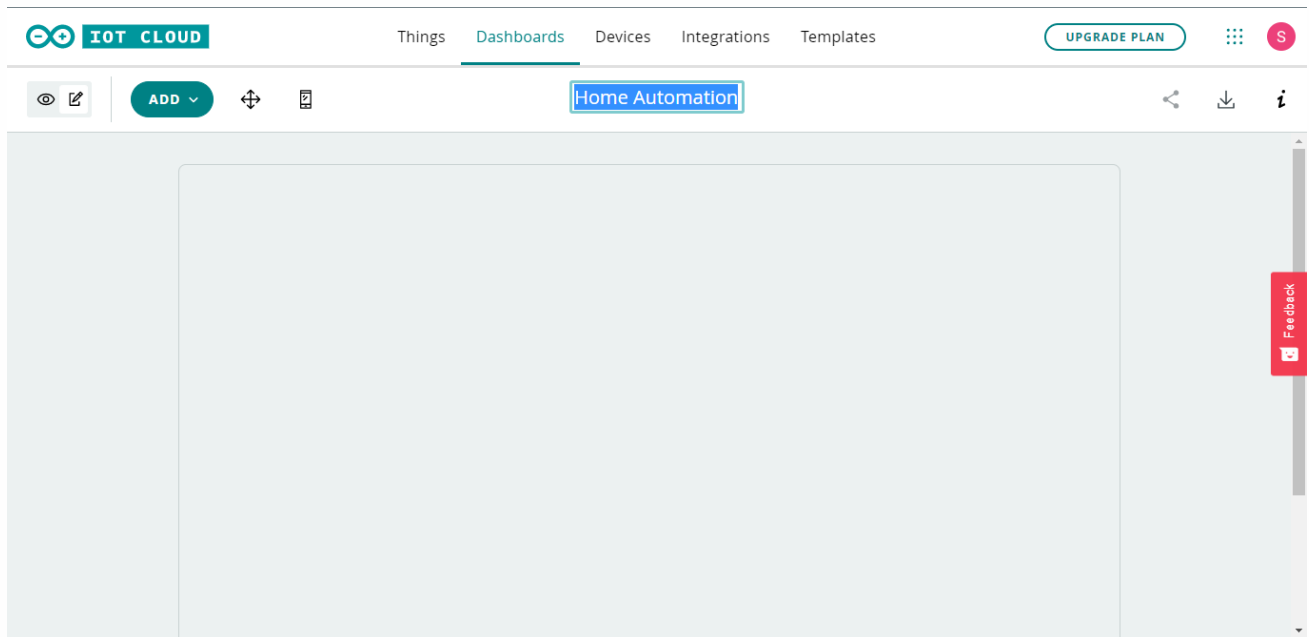 IOT CLOUD
Things Dashboards Devices Integrations Templates
UPGRADE PLAN
S
ADD
Home Automation
i
Feedback